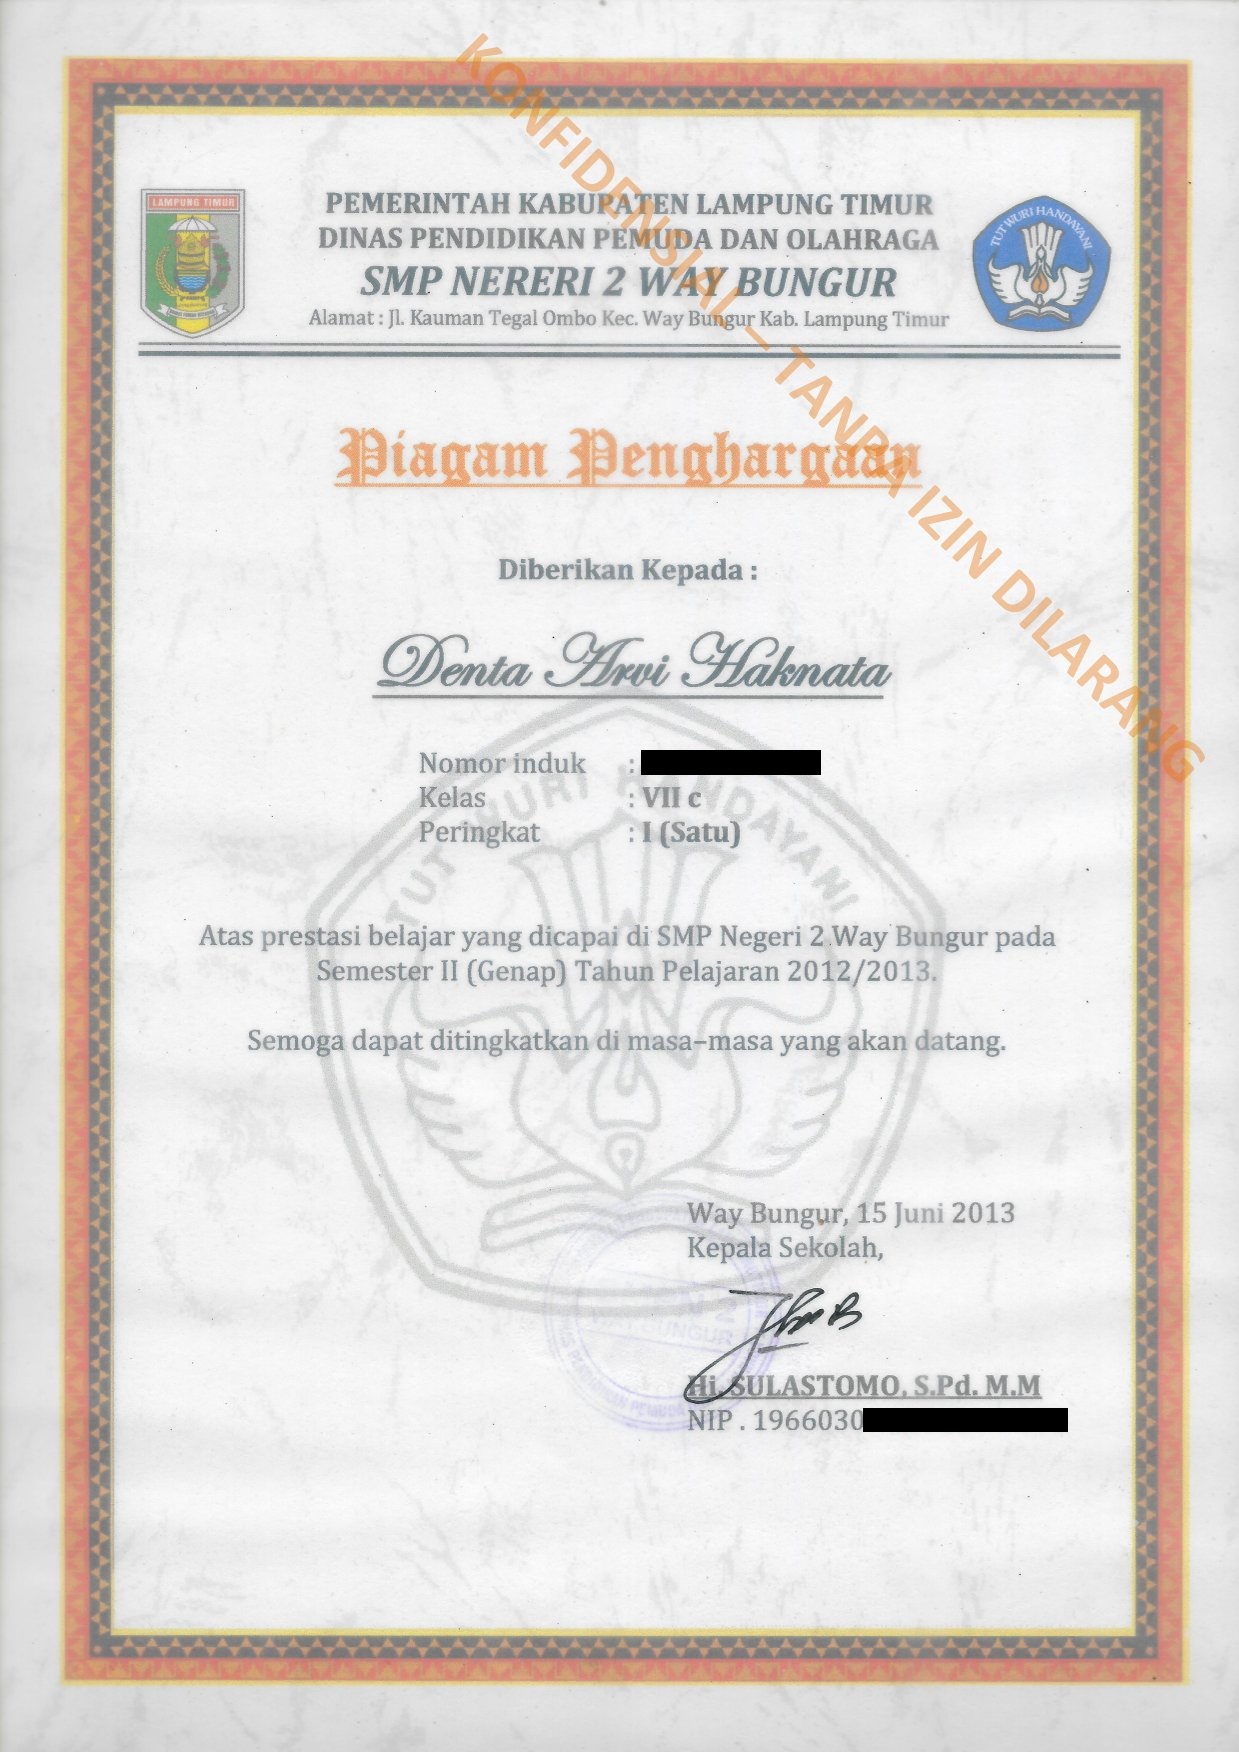 PEMERINTAH KABUPATEN LAMPUNG TIMUR
DINAS PENDIDIKAN PEMUDA DAN OLAHRAGA
SMP NERERI 2 WAY BUNGUR
Alamat : Jl. Kauman Tegal Ombo Kec. Way Bungur Kab. Lampung Timur
LAMPUNG TIMUR
TUT WURI HANDAYANI
KONFIDENSIAL – TANPA IZIN DILARANG
Piagam Penghargaan
Diberikan Kepada :
Denta Arvi Haknata
Nomor induk :
Kelas : VII c
Peringkat : I (Satu)
TUT WURI HANDAYANI
Atas prestasi belajar yang dicapai di SMP Negeri 2 Way Bungur pada
Semester II (Genap) Tahun Pelajaran 2012/2013.
Semoga dapat ditingkatkan di masa–masa yang akan datang.
Way Bungur, 15 Juni 2013
Kepala Sekolah,
Hi. SULASTOMO, S.Pd. M.M
NIP . 1966030